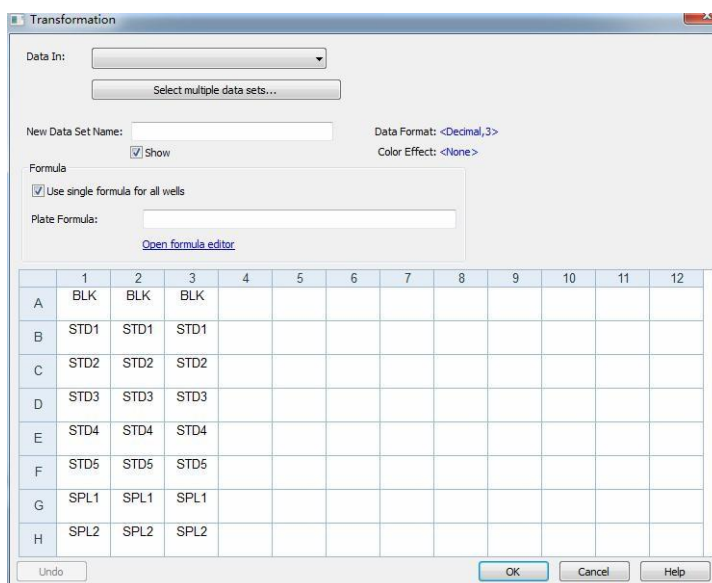 Transformation
Data In:
Select multiple data sets...
New Data Set Name:
Data Format: <Decimal,3>
Show
Color Effect: <None>
Formula
Use single formula for all wells
Plate Formula:
Open formula editor
1 2 3 4 5 6 7 8 9 10 11 12
A BLK BLK BLK
B STD1 STD1 STD1
C STD2 STD2 STD2
D STD3 STD3 STD3
E STD4 STD4 STD4
F STD5 STD5 STD5
G SPL1 SPL1 SPL1
H SPL2 SPL2 SPL2
Undo OK Cancel Help